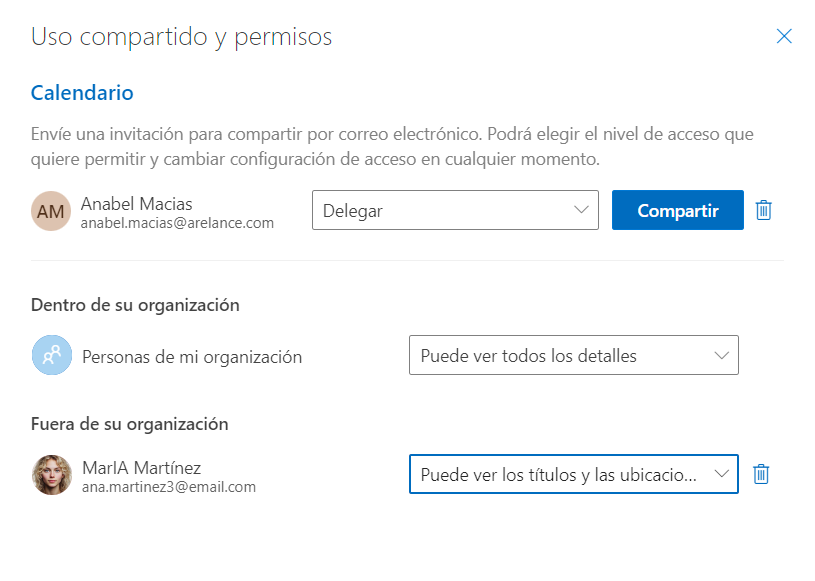 Uso compartido y permisos
Calendario
Envíe una invitación para compartir por correo electrónico. Podrá elegir el nivel de acceso que
quiere permitir y cambiar configuración de acceso en cualquier momento.
AM
Anabel Macias
anabel.macias@arelance.com
Delegar
Compartir
Dentro de su organización
Personas de mi organización
Puede ver todos los detalles
Fuera de su organización
MarIA Martínez
ana.martinez3@email.com
Puede ver los títulos y las ubicacio...